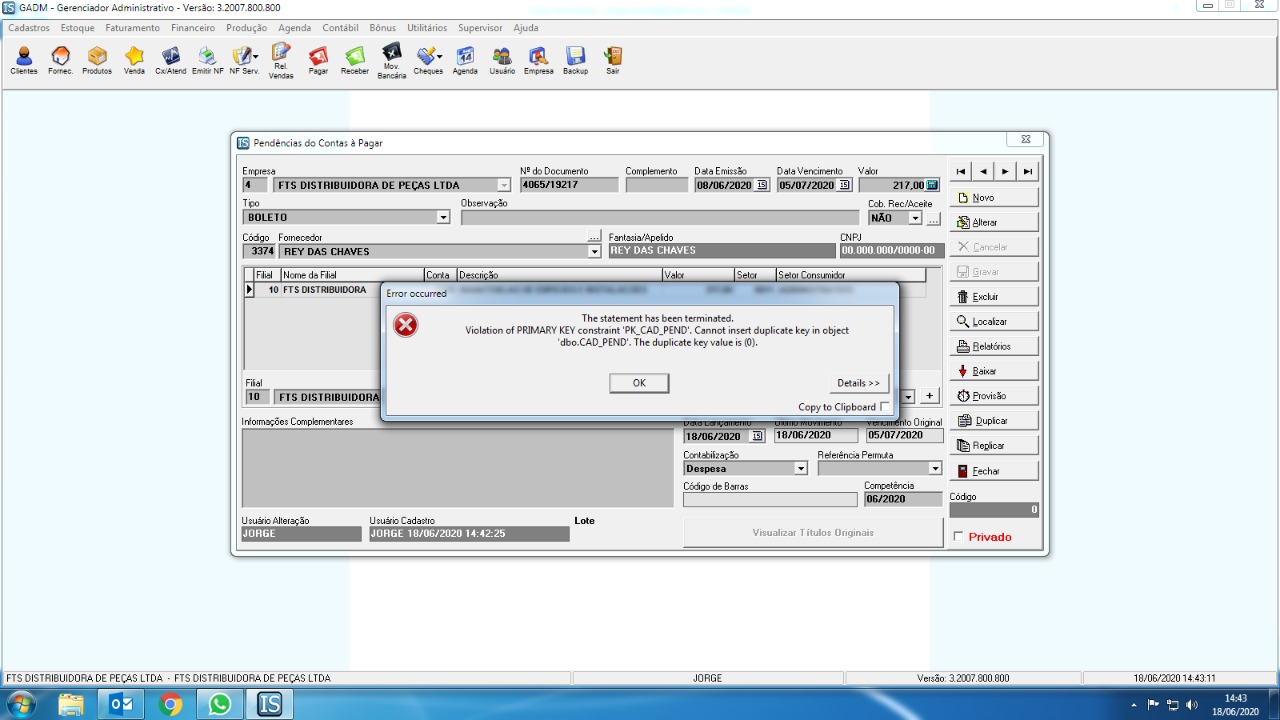 GADM - Gerenciador Administrativo - Versão: 3.2007.800.800
Cadastros Estoque Faturamento Financeiro Produção Agenda Contábil Bônus Utilitários Supervisor Ajuda
Clientes Fornec. Produtos Venda Cx/Atend Emitir NF NF Serv. Rel. Vendas Pagar Receber Mov. Bancária Cheques Agenda Usuário Empresa Backup Sair
Pendências do Contas à Pagar
Empresa Nº do Documento Complemento Data Emissão Data Vencimento Valor
4 FTS DISTRIBUIDORA DE PEÇAS LTDA 4065/19217 08/06/2020 05/07/2020 217,00
Tipo Observação Cob. Rec/Aceite
BOLETO NÃO
Código Fornecedor Fantasia/Apelido CNPJ
3374 REY DAS CHAVES REY DAS CHAVES 00.000.000/0000-00
Filial Nome da Filial Conta Descrição Valor Setor Setor Consumidor
10 FTS DISTRIBUIDORA
Error occurred
The statement has been terminated.
Violation of PRIMARY KEY constraint 'PK_CAD_PEND'. Cannot insert duplicate key in object
'dbo.CAD_PEND'. The duplicate key value is (0).
OK
Details >>
Copy to Clipboard
Filial
10 FTS DISTRIBUIDORA
+
Informações Complementares
Data Lançamento Último Movimento Vencimento Original
18/06/2020 18/06/2020 05/07/2020
Contabilização Referência Permuta
Despesa
Código de Barras Competência
06/2020
Usuário Alteração Usuário Cadastro Lote
JORGE JORGE 18/06/2020 14:42:25
Visualizar Títulos Originais
Novo
Alterar
Cancelar
Gravar
Excluir
Localizar
Relatórios
Baixar
Provisão
Duplicar
Replicar
Fechar
Código
0
Privado
FTS DISTRIBUIDORA DE PEÇAS LTDA - FTS DISTRIBUIDORA DE PEÇAS LTDA JORGE Versão: 3.2007.800.800 18/06/2020 14:43:11
14:43
18/06/2020